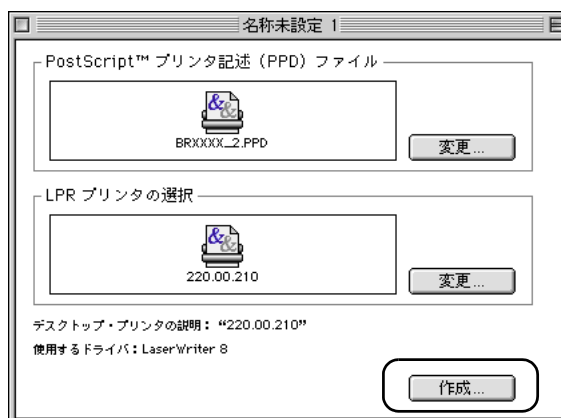 名称未設定 1
PostScript™ プリンタ記述（PPD）ファイル
BRXXXX_2.PPD
変更...
LPR プリンタの選択
220.00.210
変更...
デスクトップ・プリンタの説明：“220.00.210”
使用するドライバ：LaserWriter 8
作成...